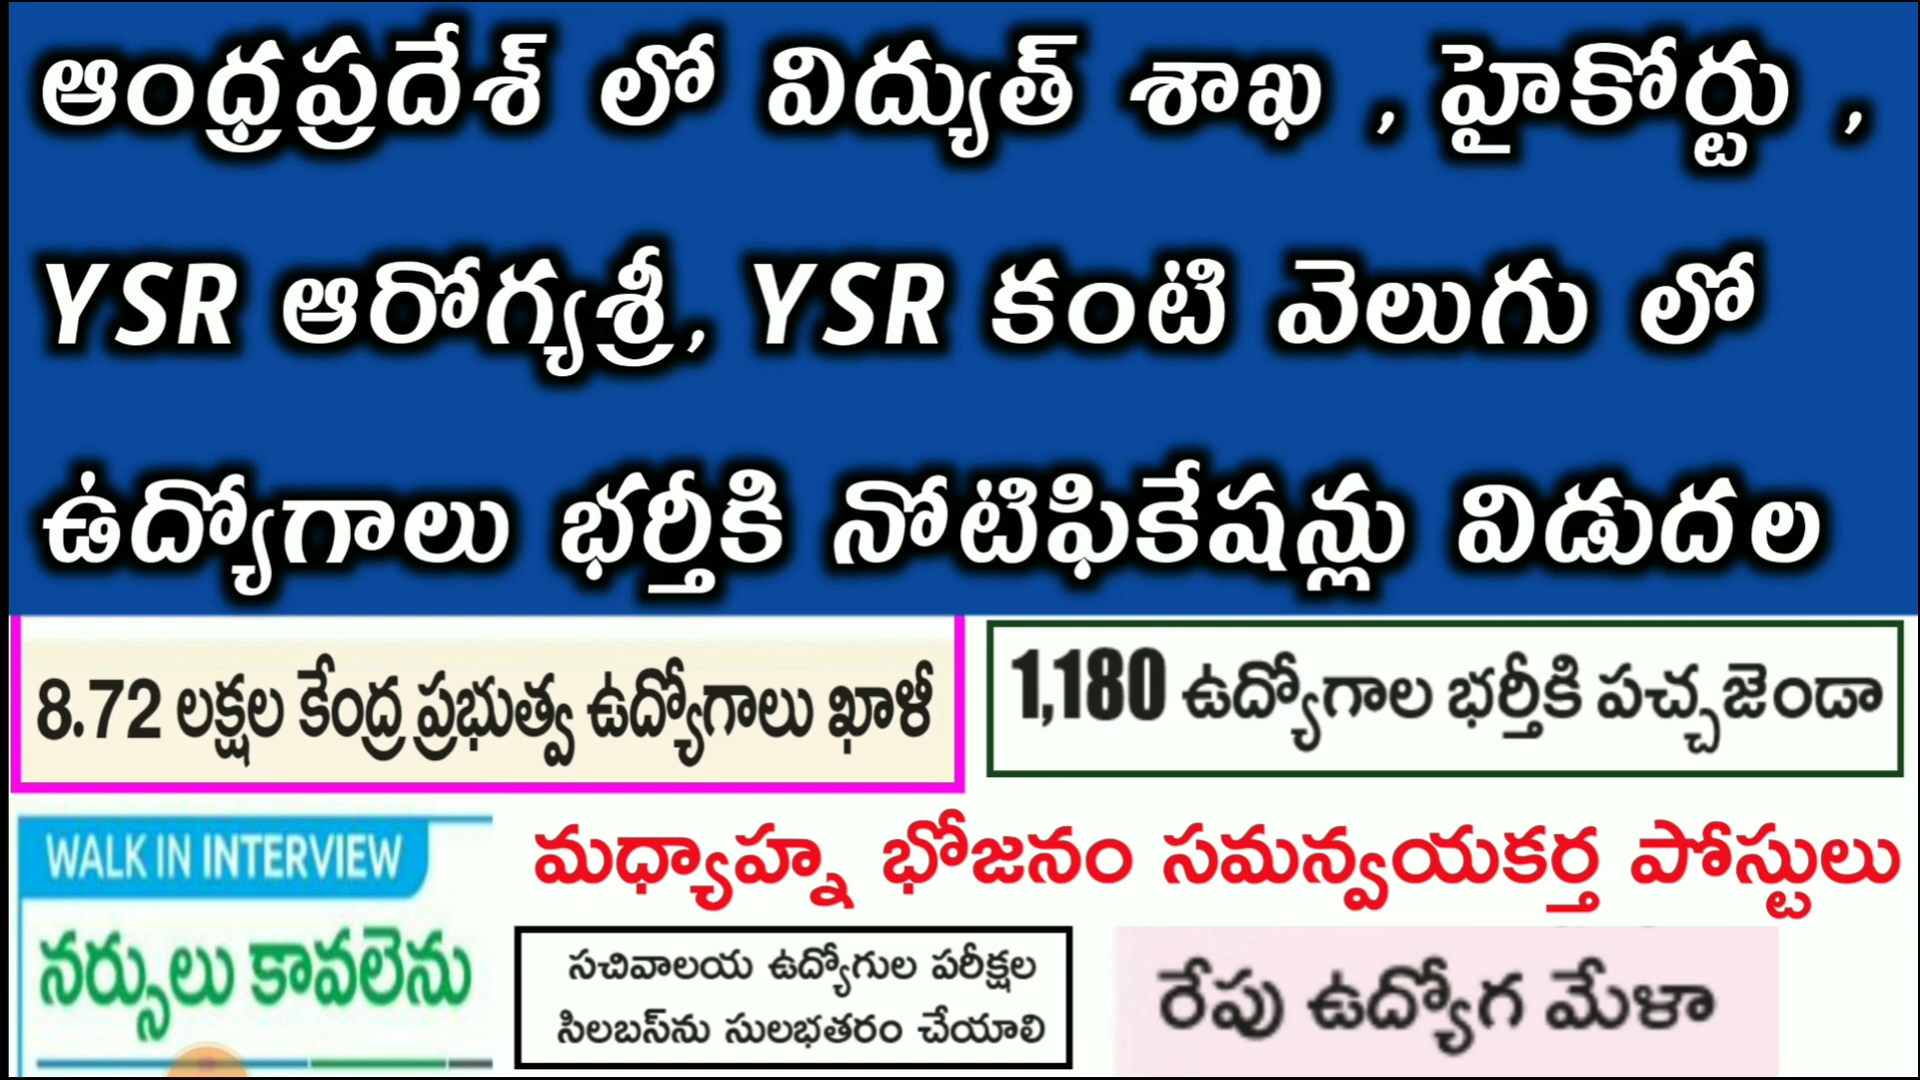 ఆంధ్రప్రదేశ్ లో విద్యుత్ శాఖ , హైకోర్టు ,
YSR ఆరోగ్యశ్రీ, YSR కంటి వెలుగు లో
ఉద్యోగాలు భర్తీకి నోటిఫికేషన్లు విడుదల
8.72 లక్షల కేంద్ర ప్రభుత్వ ఉద్యోగాలు ఖాళీ
1,180 ఉద్యోగాల భర్తీకి పచ్చజెండా
WALK IN INTERVIEW
నర్సులు కావలెను
మధ్యాహ్న భోజనం సమన్వయకర్త పోస్టులు
సచివాలయ ఉద్యోగుల పరీక్షల
సిలబస్‌ను సులభతరం చేయాలి
రేపు ఉద్యోగ మేళా